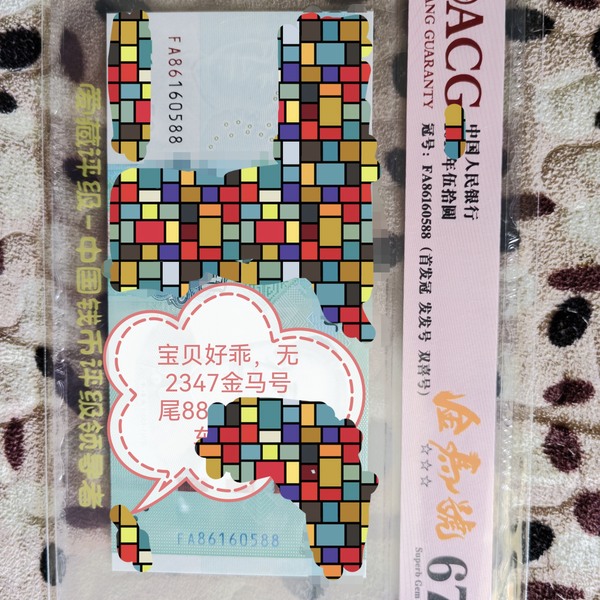 FA86160588
宝贝好乖，无
2347金马号
尾88
FA86160588
爱藏评级-中国钱币评级领导者
ACG
GUARANTY
中国人民银行
年伍拾圆
冠号：FA86160588（首发冠 发发号 双喜号）
金马号
☆☆☆
67
Superb Gem